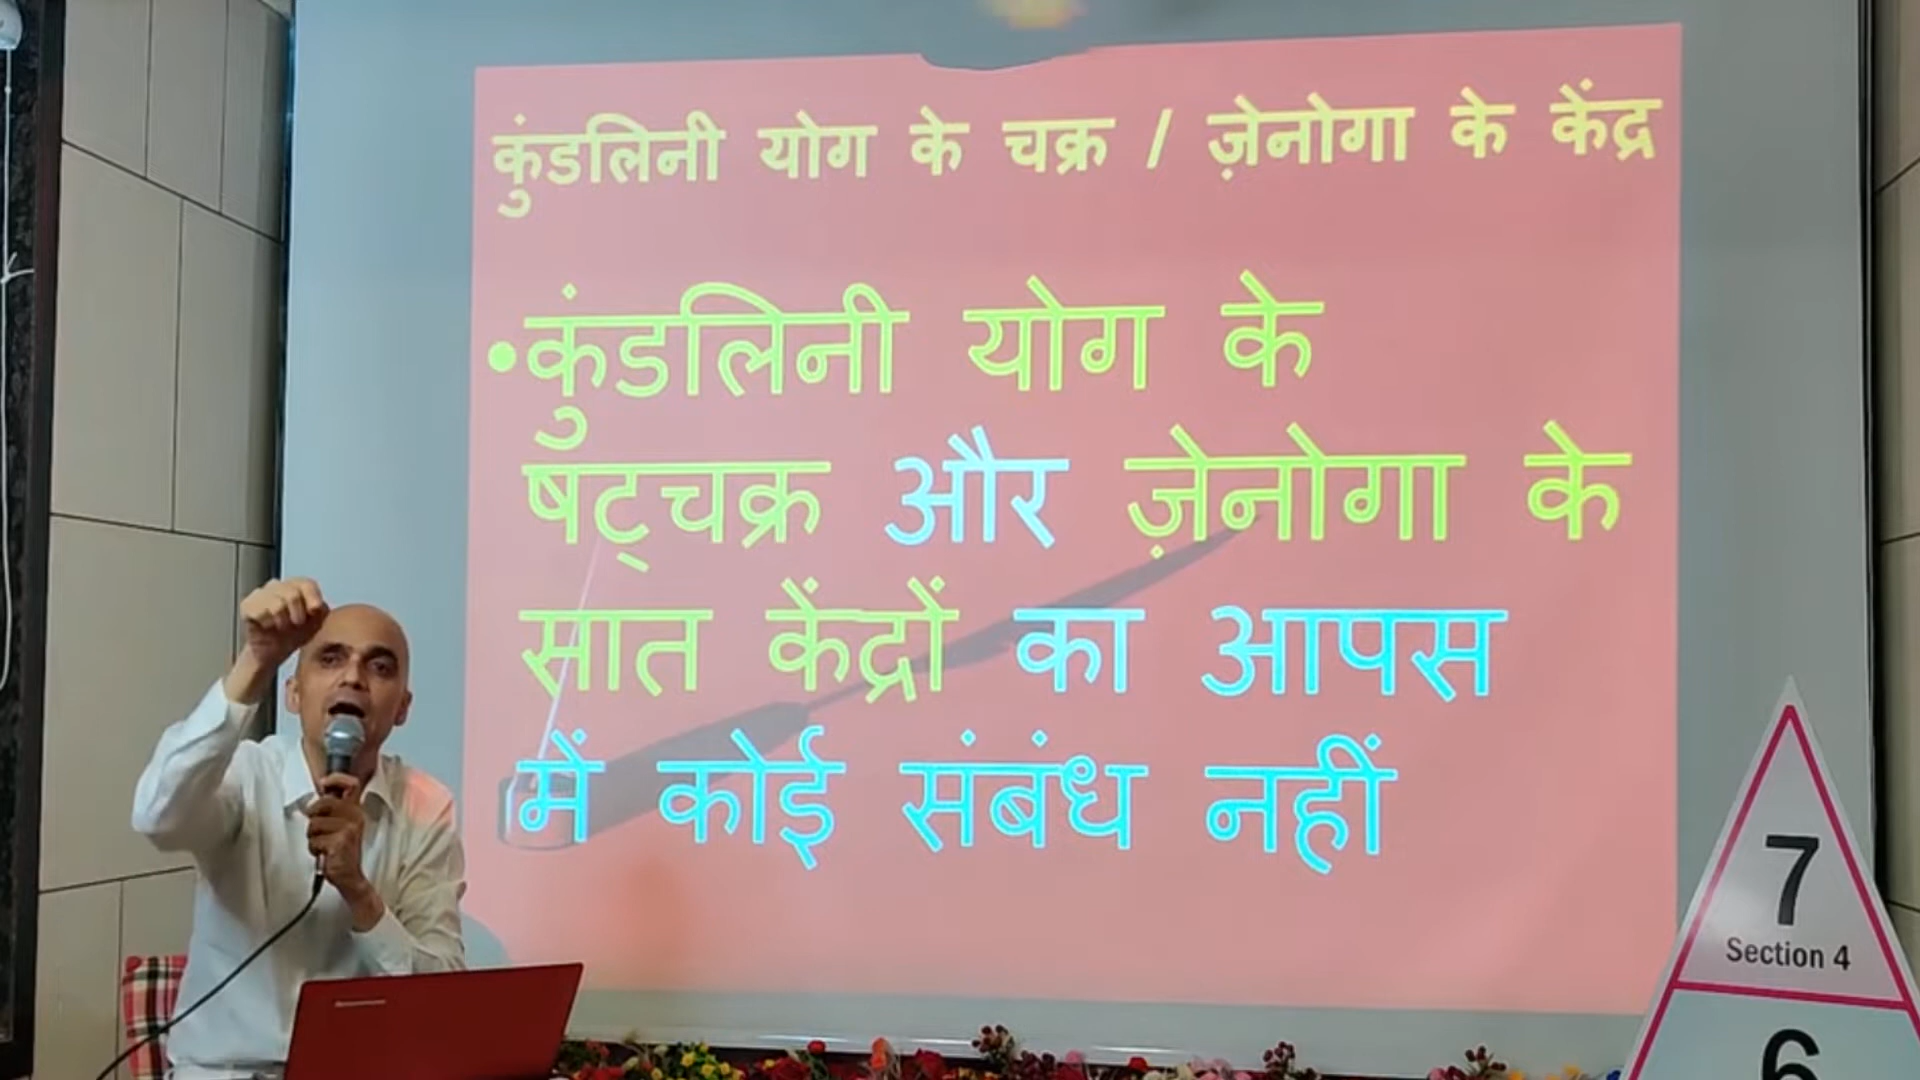 कुंडलिनी योग के चक्र / ज़ेनोगा के केंद्र
•कुंडलिनी योग के
षट्चक्र और ज़ेनोगा के
सात केंद्रों का आपस
में कोई संबंध नहीं
7
Section 4
6